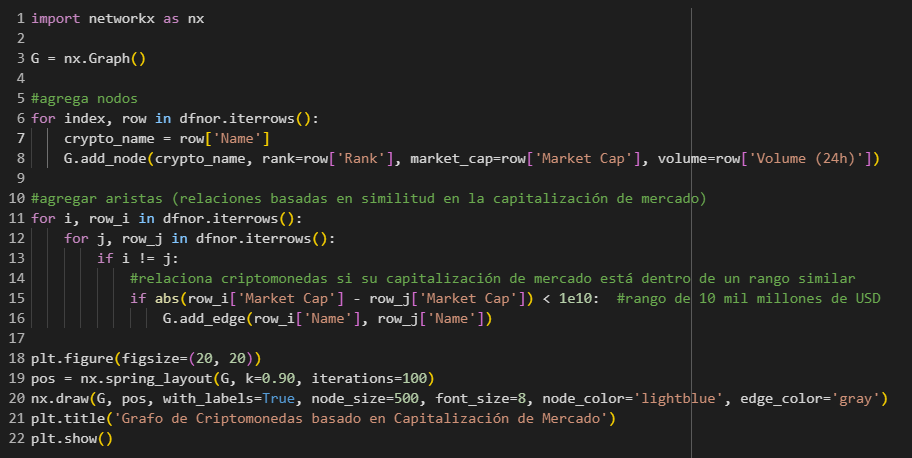 1 import networkx as nx
2
3 G = nx.Graph()
4
5 #agrega nodos
6 for index, row in dfnor.iterrows():
7     crypto_name = row['Name']
8     G.add_node(crypto_name, rank=row['Rank'], market_cap=row['Market Cap'], volume=row['Volume (24h)'])
9
10 #agregar aristas (relaciones basadas en similitud en la capitalización de mercado)
11 for i, row_i in dfnor.iterrows():
12     for j, row_j in dfnor.iterrows():
13         if i != j:
14             #relaciona criptomonedas si su capitalización de mercado está dentro de un rango similar
15             if abs(row_i['Market Cap'] - row_j['Market Cap']) < 1e10:  #rango de 10 mil millones de USD
16                 G.add_edge(row_i['Name'], row_j['Name'])
17
18 plt.figure(figsize=(20, 20))
19 pos = nx.spring_layout(G, k=0.90, iterations=100)
20 nx.draw(G, pos, with_labels=True, node_size=500, font_size=8, node_color='lightblue', edge_color='gray')
21 plt.title('Grafo de Criptomonedas basado en Capitalización de Mercado')
22 plt.show()